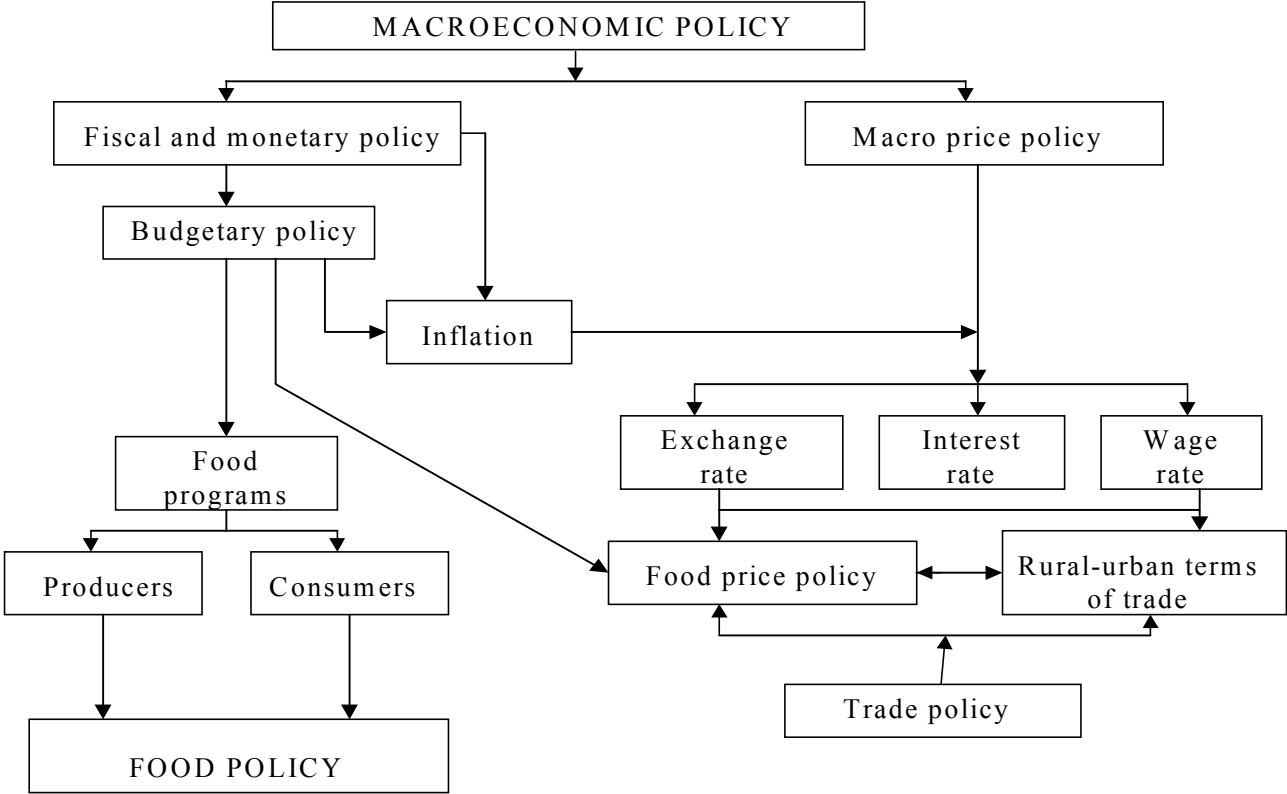 MACROECONOMIC POLICY
Fiscal and monetary policy
Macro price policy
Budgetary policy
Inflation
Exchange
rate
Interest
rate
Wage
rate
Food
programs
Producers
Consumers
Food price policy
Rural-urban terms
of trade
Trade policy
FOOD POLICY